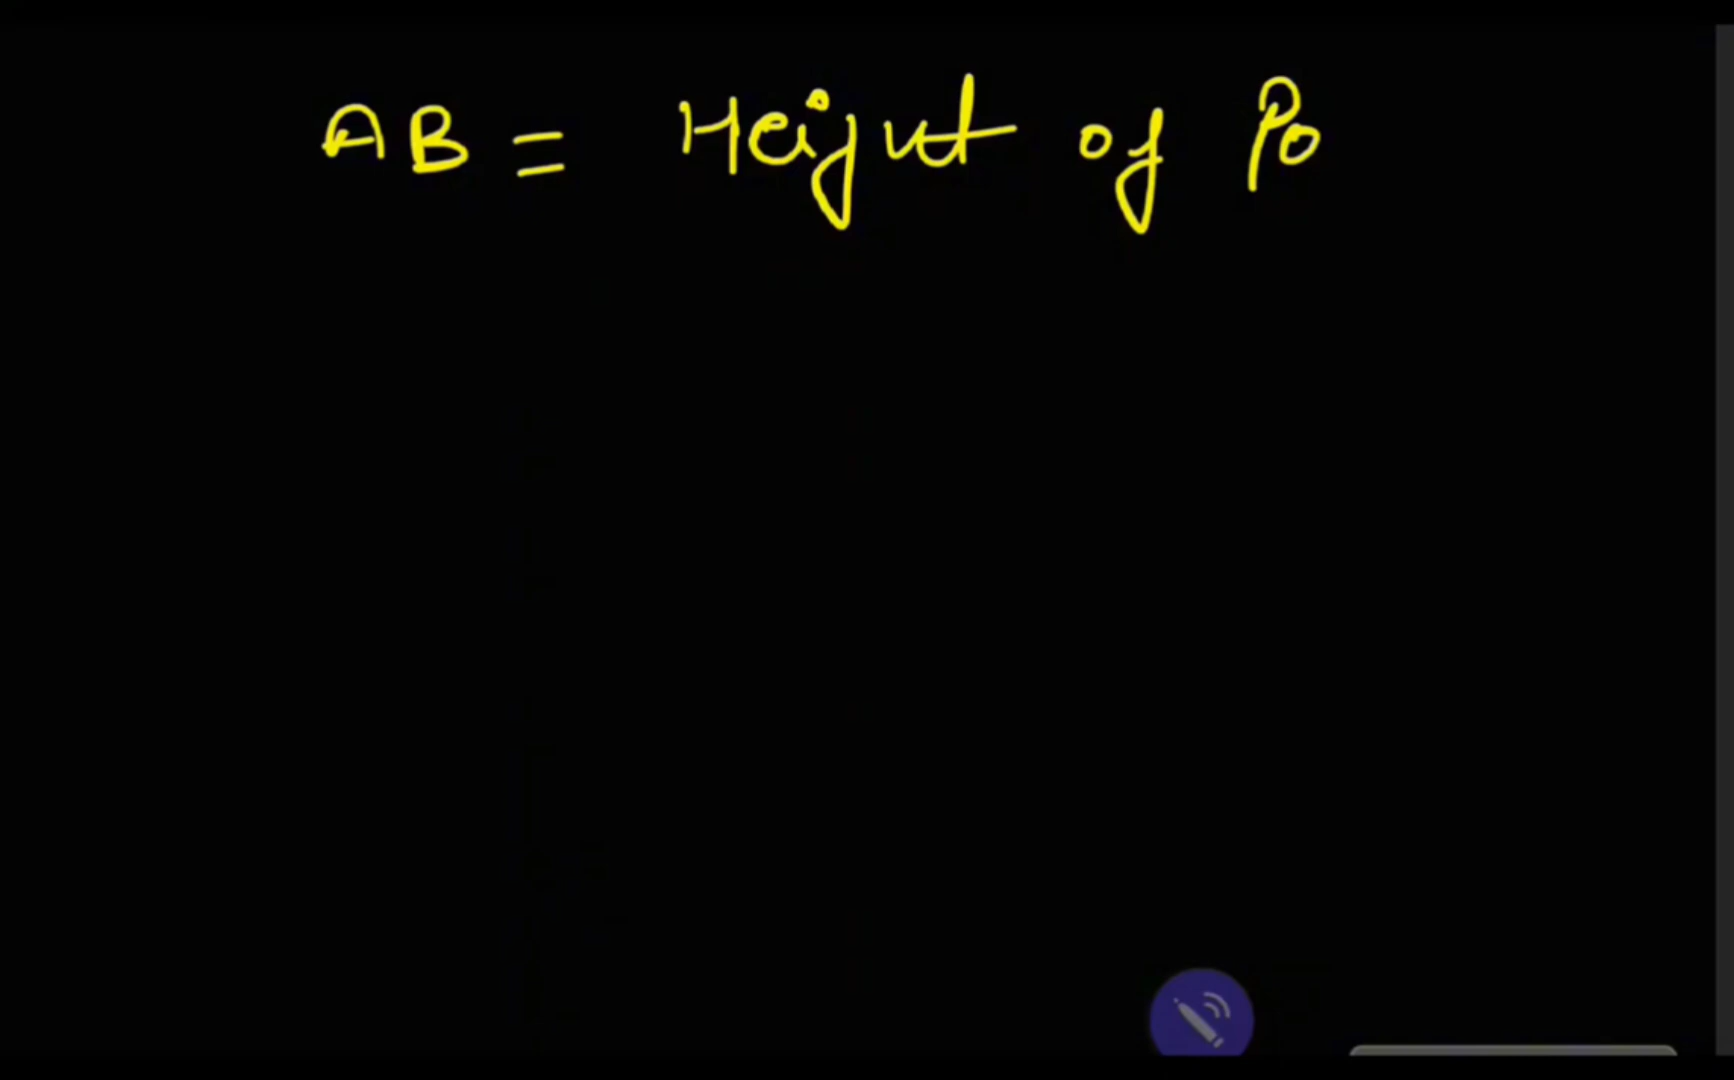 AB = Height of Po